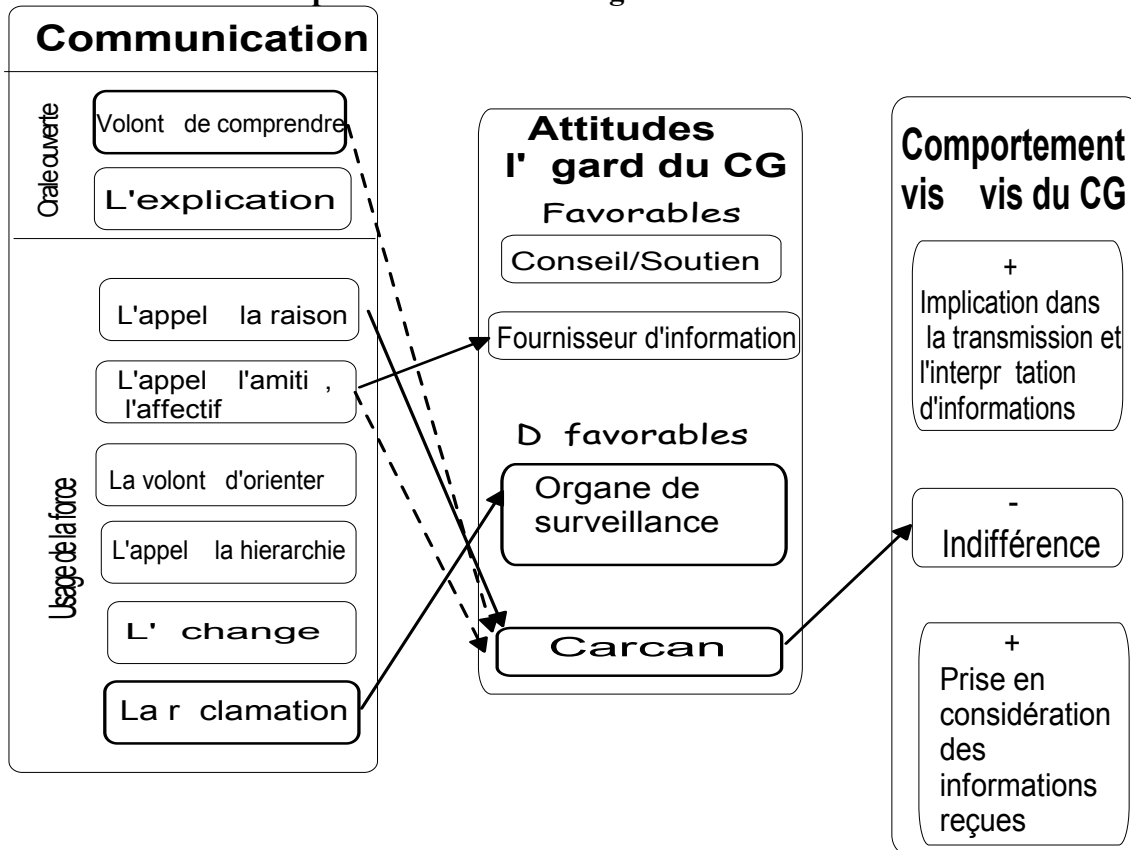 Communication
Orale ouverte
Volont de comprendre
L'explication
Usage de la force
L'appel la raison
L'appel l'amiti ,
l'affectif
La volont d'orienter
L'appel la hierarchie
L' change
La r clamation
Attitudes
l' gard du CG
Favorables
Conseil/Soutien
Fournisseur d'information
D favorables
Organe de
surveillance
Carcan
Comportement
vis vis du CG
+
Implication dans
la transmission et
l'interpr tation
d'informations
-
Indifférence
+
Prise en
considération
des
informations
reçues